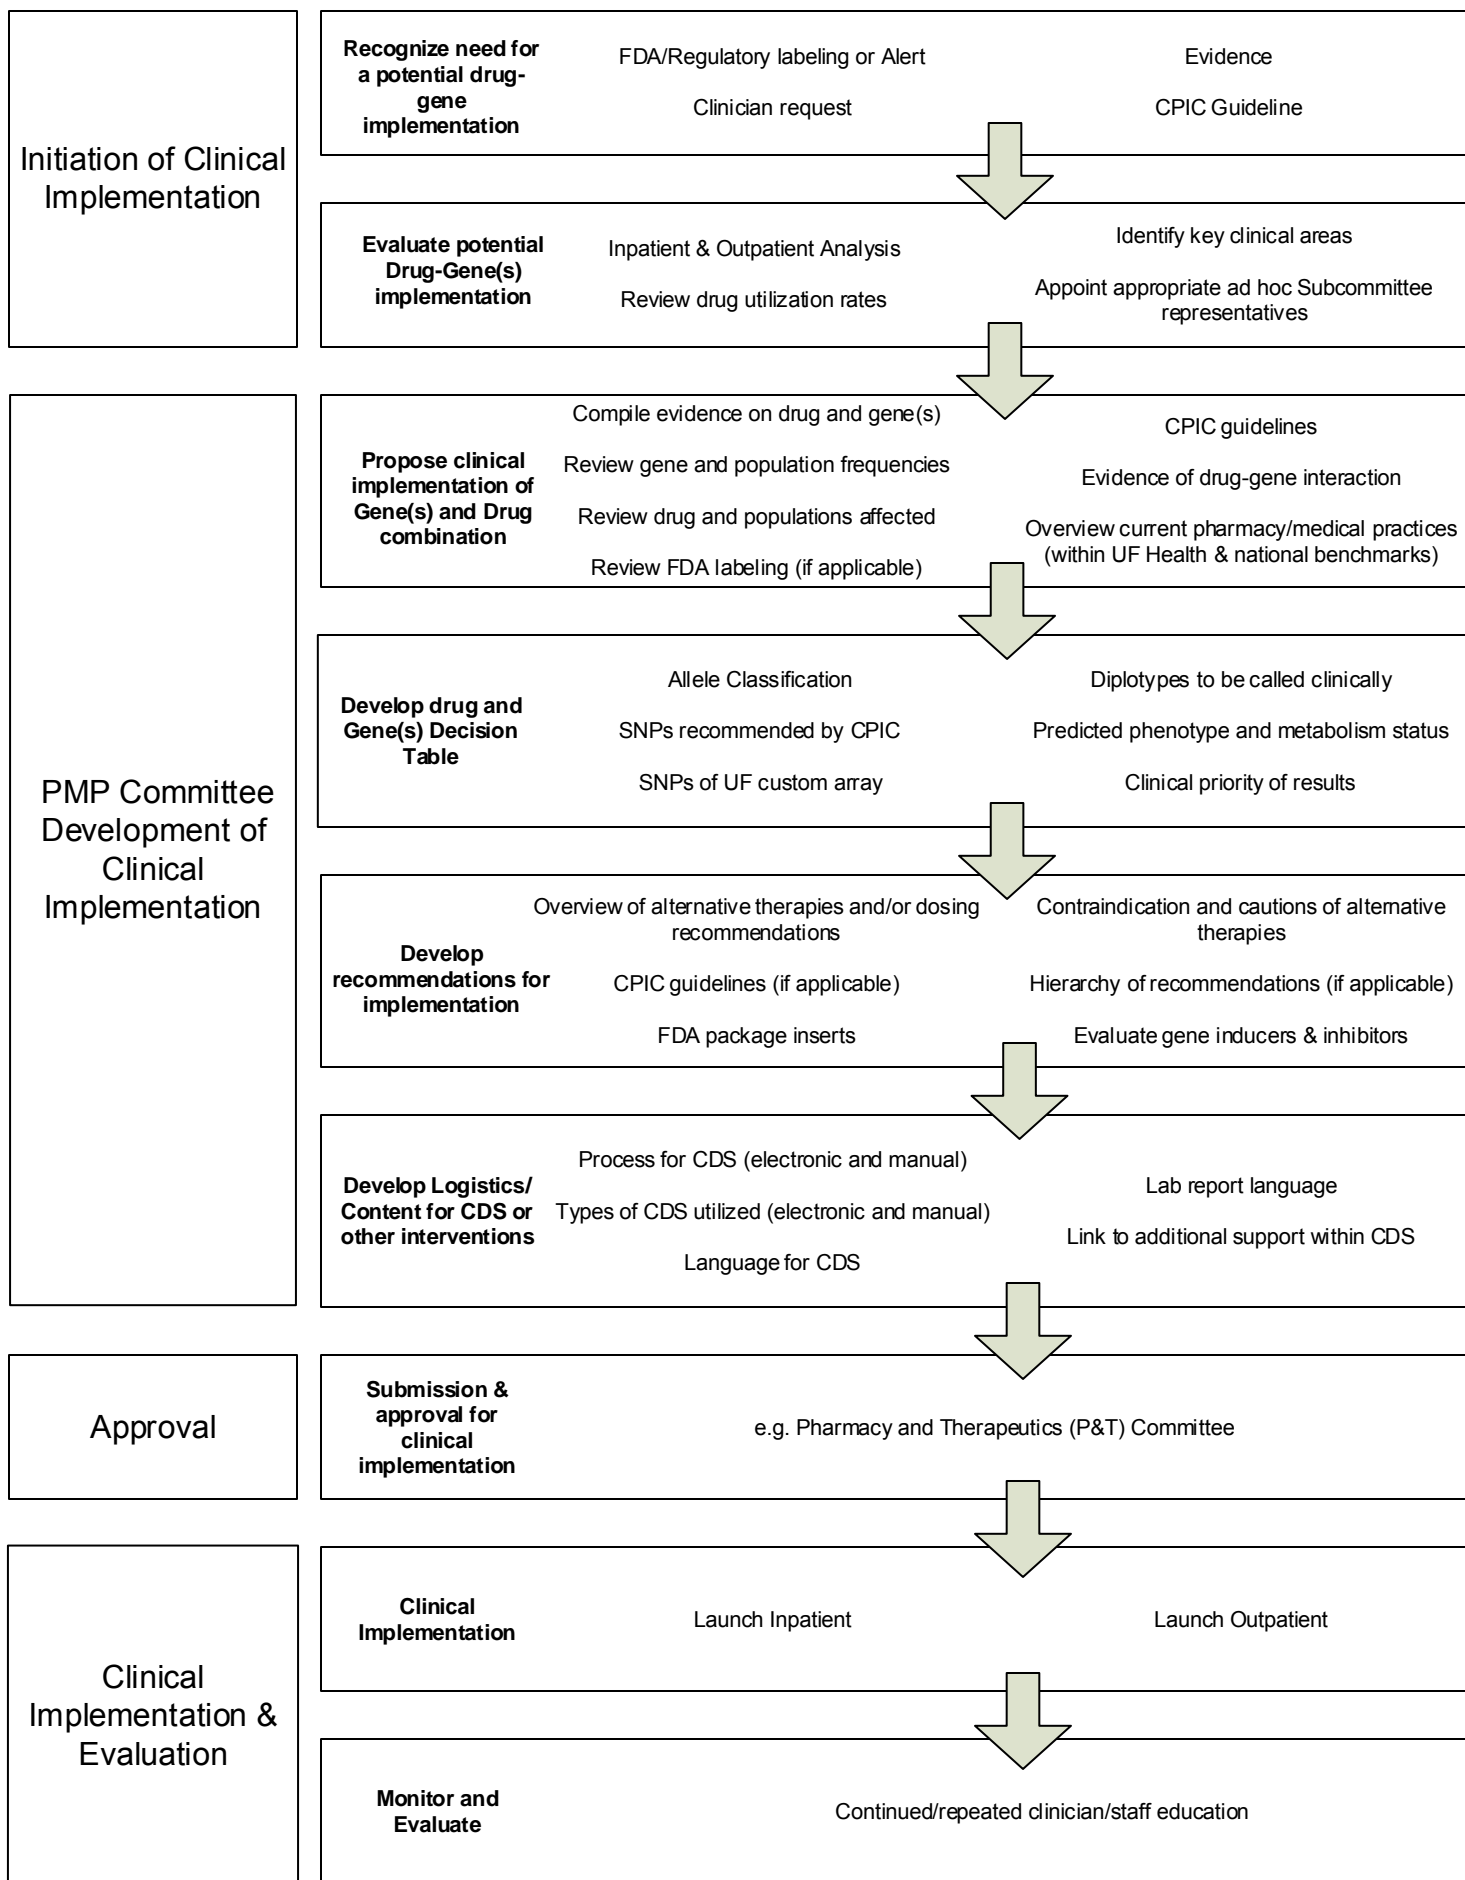 Initiation of Clinical
Implementation
Recognize need for
a potential drug-
gene
implementation
FDA/Regulatory labeling or Alert
Clinician request
Evidence
CPIC Guideline
Evaluate potential
Drug-Gene(s)
implementation
Inpatient & Outpatient Analysis
Review drug utilization rates
Identify key clinical areas
Appoint appropriate ad hoc Subcommittee
representatives
PMP Committee
Development of
Clinical
Implementation
Propose clinical
implementation of
Gene(s) and Drug
combination
Compile evidence on drug and gene(s)
Review gene and population frequencies
Review drug and populations affected
Review FDA labeling (if applicable)
CPIC guidelines
Evidence of drug-gene interaction
Overview current pharmacy/medical practices
(within UF Health & national benchmarks)
Develop drug and
Gene(s) Decision
Table
Allele Classification
SNPs recommended by CPIC
SNPs of UF custom array
Diplotypes to be called clinically
Predicted phenotype and metabolism status
Clinical priority of results
Develop
recommendations for
implementation
Overview of alternative therapies and/or dosing
recommendations
CPIC guidelines (if applicable)
FDA package inserts
Contraindication and cautions of alternative
therapies
Hierarchy of recommendations (if applicable)
Evaluate gene inducers & inhibitors
Develop Logistics/
Content for CDS or
other interventions
Process for CDS (electronic and manual)
Types of CDS utilized (electronic and manual)
Language for CDS
Lab report language
Link to additional support within CDS
Approval
Submission &
approval for
clinical
implementation
e.g. Pharmacy and Therapeutics (P&T) Committee
Clinical
Implementation &
Evaluation
Clinical
Implementation
Launch Inpatient
Launch Outpatient
Monitor and
Evaluate
Continued/repeated clinician/staff education